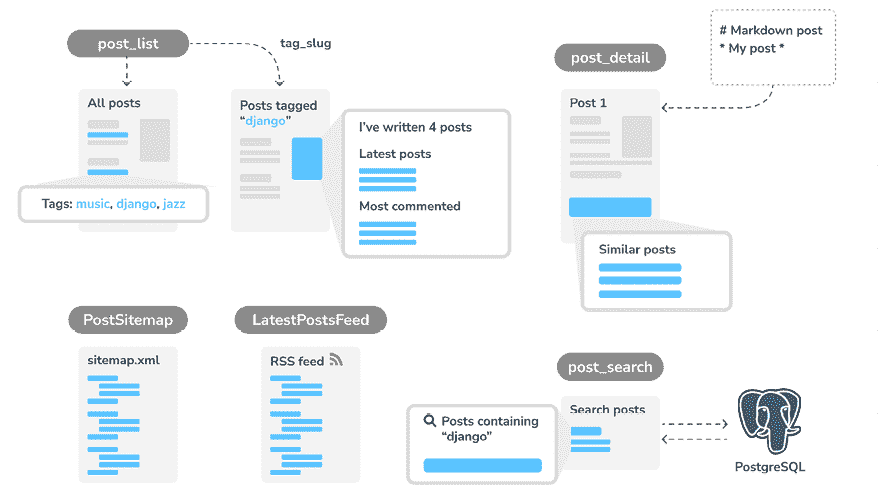 post_list
tag_slug
All posts
Posts tagged
“django”
Tags: music, django, jazz
I’ve written 4 posts
Latest posts
Most commented
post_detail
# Markdown post
* My post *
Post 1
Similar posts
PostSitemap
sitemap.xml
LatestPostsFeed
RSS feed
post_search
Search posts
Posts containing
“django”
PostgreSQL